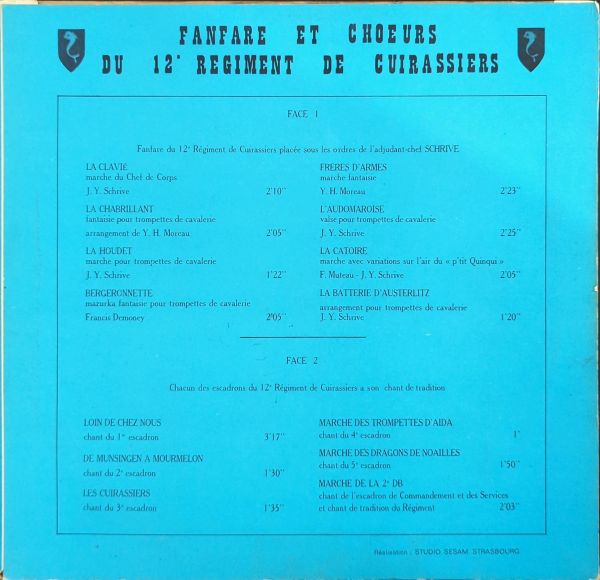 FANFARE ET CHOEURS
DU 12e REGIMENT DE CUIRASSIERS
FACE 1
Fanfare du 12e Régiment de Cuirassiers placée sous les ordres de l'adjudant-chef SCHRIVE
LA CLAVIÉ
marche du Chef de Corps
J. Y. Schrive 2'10''
LA CHABRILLANT
fantaisie pour trompettes de cavalerie
arrangement de Y. H. Moreau 2'05''
LA HOUDET
marche pour trompettes de cavalerie
J. Y. Schrive 1'22''
BERGERONNETTE
mazurka fantaisie pour trompettes de cavalerie
Francis Demoney 2'05''
FRERES D'ARMES
marche fantaisie
Y. H. Moreau 2'23''
L'AUDOMAROISE
valse pour trompettes de cavalerie
J. Y. Schrive 2'25''
LA CATOIRE
marche avec variations sur l'air du « p'tit Quinqui »
F. Muteau - J. Y. Schrive 2'05''
LA BATTERIE D'AUSTERLITZ
arrangement pour trompettes de cavalerie
J. Y. Schrive 1'20''
FACE 2
Chacun des escadrons du 12e Régiment de Cuirassiers a son chant de tradition
LOIN DE CHEZ NOUS
chant du 1er escadron 3'17''
DE MUNSINGEN A MOURMELON
chant du 2e escadron 1'30''
LES CUIRASSIERS
chant du 3e escadron 1'35''
MARCHE DES TROMPETTES D'AIDA
chant du 4e escadron 1'
MARCHE DES DRAGONS DE NOAILLES
chant du 5e escadron 1'50''
MARCHE DE LA 2e DB
chant de l'escadron de Commandement et des Services
et chant de tradition du Régiment 2'03''
Réalisation : STUDIO SESAM STRASBOURG